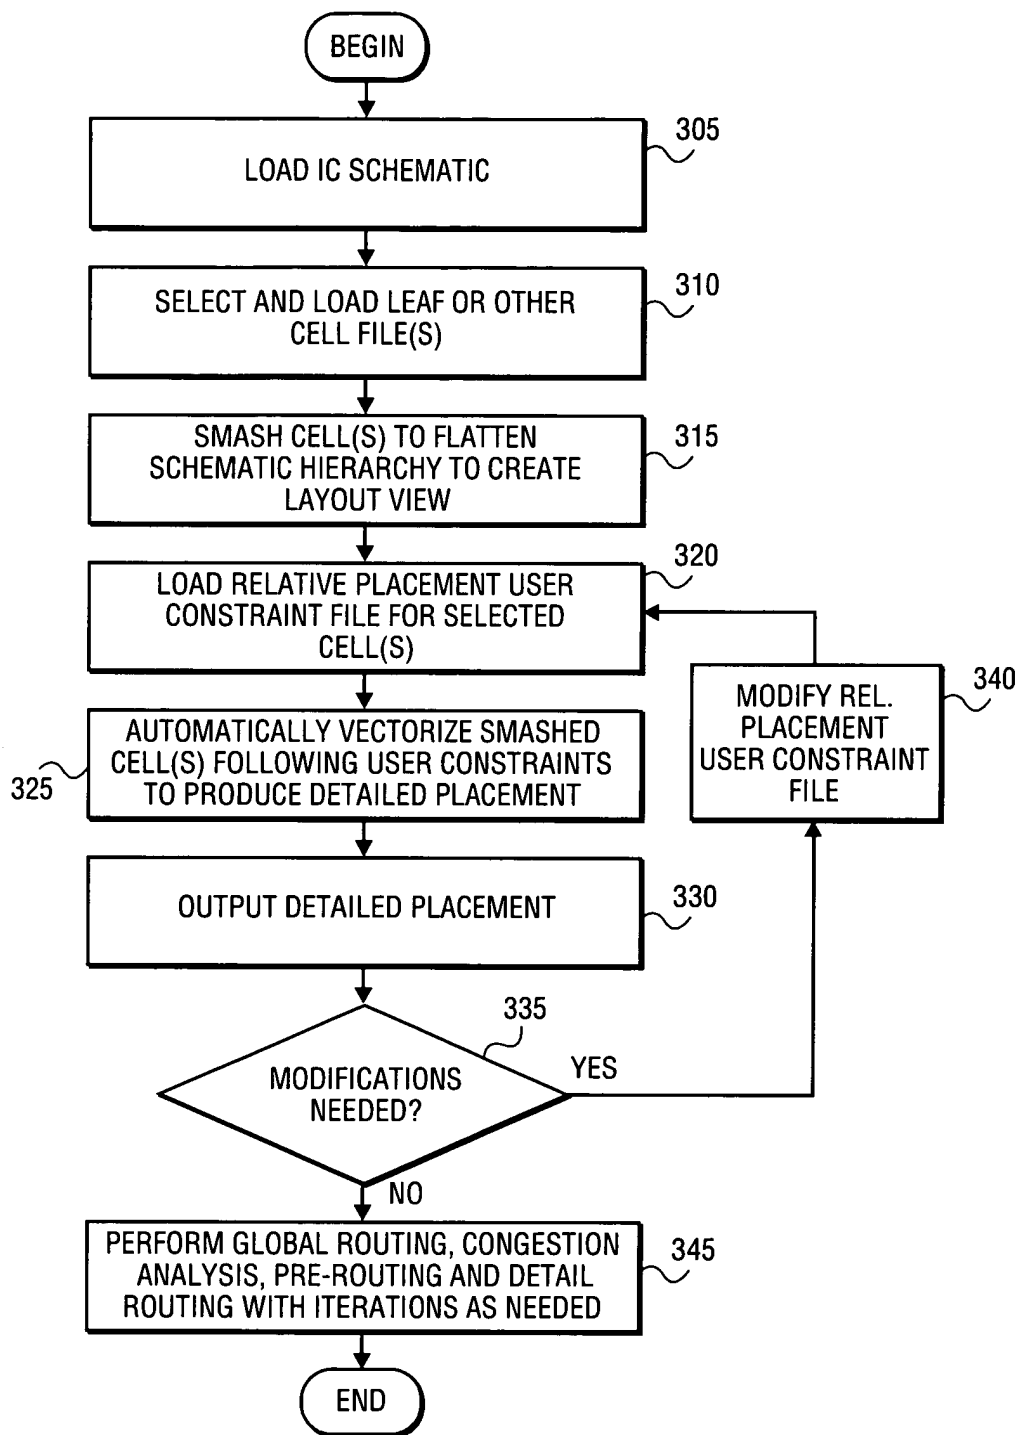 BEGIN
305
LOAD IC SCHEMATIC
310
SELECT AND LOAD LEAF OR OTHER
CELL FILE(S)
315
SMASH CELL(S) TO FLATTEN
SCHEMATIC HIERARCHY TO CREATE
LAYOUT VIEW
320
LOAD RELATIVE PLACEMENT USER
CONSTRAINT FILE FOR SELECTED
CELL(S)
340
MODIFY REL.
PLACEMENT
USER CONSTRAINT
FILE
325
AUTOMATICALLY VECTORIZE SMASHED
CELL(S) FOLLOWING USER CONSTRAINTS
TO PRODUCE DETAILED PLACEMENT
330
OUTPUT DETAILED PLACEMENT
335
MODIFICATIONS
NEEDED?
YES
NO
345
PERFORM GLOBAL ROUTING, CONGESTION
ANALYSIS, PRE-ROUTING AND DETAIL
ROUTING WITH ITERATIONS AS NEEDED
END